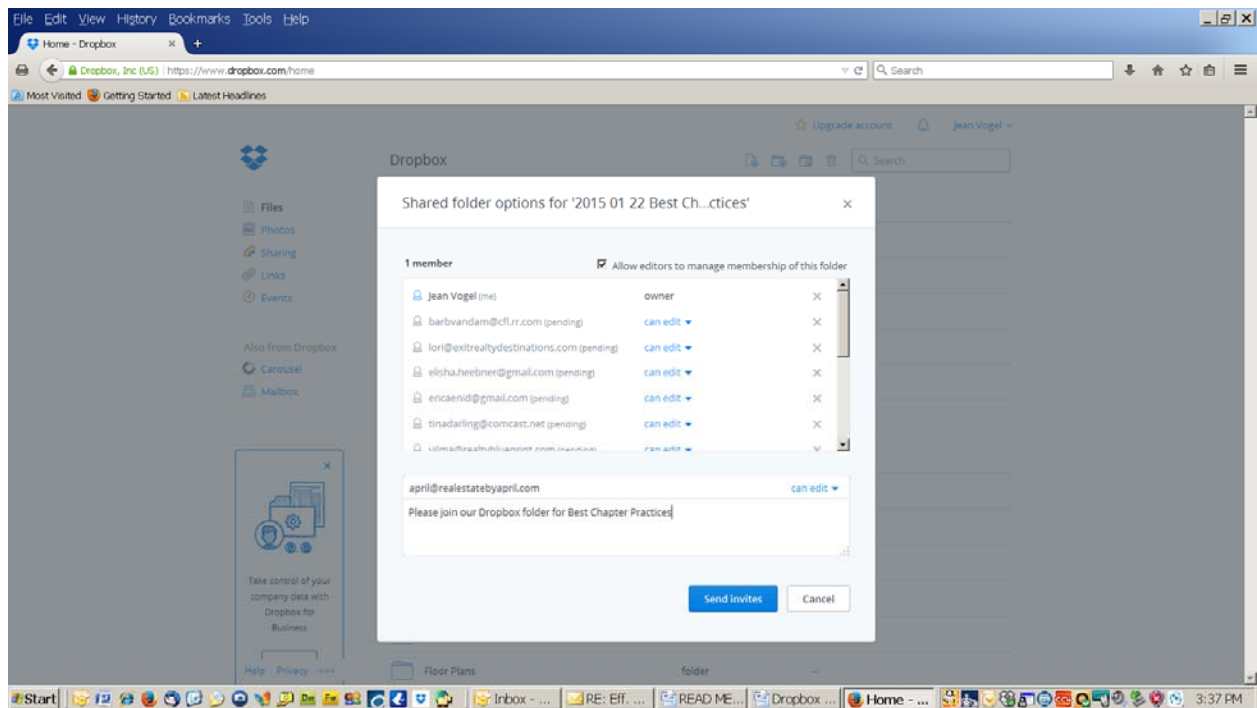 File Edit View History Bookmarks Tools Help
Home - Dropbox × +
Dropbox, Inc (US) https://www.dropbox.com/home
Search
Most Visited Getting Started Latest Headlines
Upgrade account Jean Vogel
Dropbox
Search
Files
Photos
Sharing
Links
Events
Also from Dropbox
Carousel
Mailbox
Take control of your
company data with
Dropbox for
Business
Help Privacy
Shared folder options for '2015 01 22 Best Ch...ctices' ×
1 member Allow editors to manage membership of this folder
Jean Vogel (me) owner ×
barbvandam@cfl.rr.com (pending) can edit ×
lori@exitrealtydestinations.com (pending) can edit ×
elisha.heebner@gmail.com (pending) can edit ×
ericaenid@gmail.com (pending) can edit ×
tinadarling@comcast.net (pending) can edit ×
can edit
april@realestatebyapril.com can edit
Please join our Dropbox folder for Best Chapter Practices
Send invites Cancel
Floor Plans folder --
Start Inbox - ... RE: Eff. ... READ ME... Dropbox ... Home - ... 3:37 PM